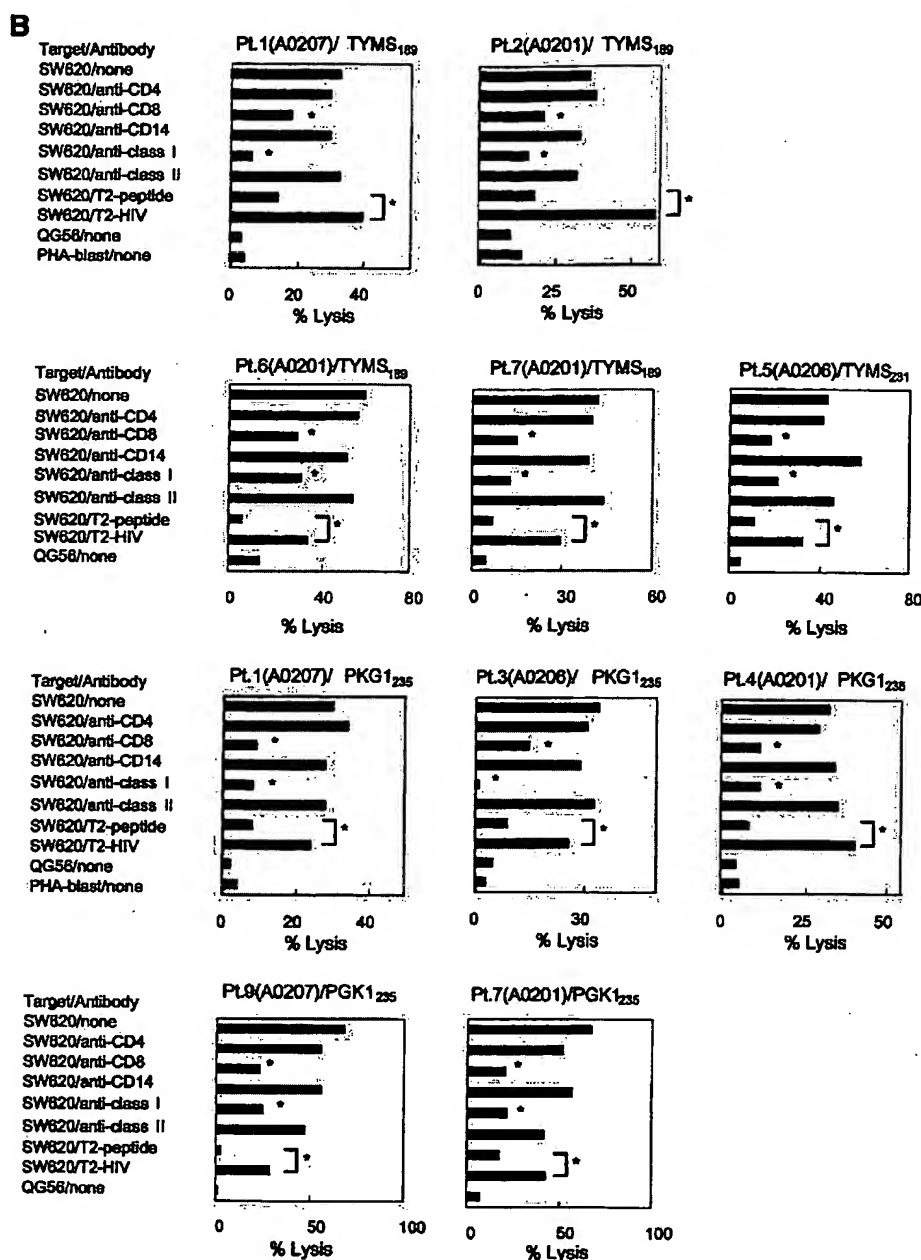 B
Target/Antibody
Pt.1(A0207)/ TYMS189
Pt.2(A0201)/ TYMS189
SW620/none
SW620/anti-CD4
SW620/anti-CD8
SW620/anti-CD14
SW620/anti-class I
SW620/anti-class II
SW620/T2-peptide
SW620/T2-HIV
QG56/none
PHA-blast/none
* * * * * *
0 20 40
0 25 50
% Lysis
% Lysis
Target/Antibody
Pt.6(A0201)/TYMS189
Pt.7(A0201)/TYMS189
Pt.5(A0206)/TYMS231
SW620/none
SW620/anti-CD4
SW620/anti-CD8
SW620/anti-CD14
SW620/anti-class I
SW620/anti-class II
SW620/T2-peptide
SW620/T2-HIV
QG56/none
* * * * * * * * *
0 40 80
0 30 60
0 40 80
% Lysis
% Lysis
% Lysis
Target/Antibody
Pt.1(A0207)/ PKG1235
Pt.3(A0206)/ PKG1235
Pt.4(A0201)/ PKG1235
SW620/none
SW620/anti-CD4
SW620/anti-CD8
SW620/anti-CD14
SW620/anti-class I
SW620/anti-class II
SW620/T2-peptide
SW620/T2-HIV
QG56/none
PHA-blast/none
* * * * * * * * *
0 20 40
0 30
0 25 50
% Lysis
% Lysis
% Lysis
Target/Antibody
Pt.9(A0207)/PGK1235
Pt.7(A0201)/PGK1235
SW620/none
SW620/anti-CD4
SW620/anti-CD8
SW620/anti-CD14
SW620/anti-class I
SW620/anti-class II
SW620/T2-peptide
SW620/T2-HIV
QG56/none
* * * * * *
0 50 100
0 50 100
% Lysis
% Lysis